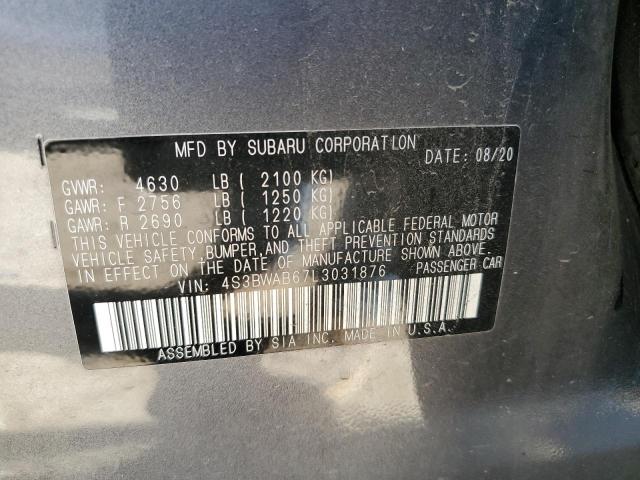 MFD BY SUBARU CORPORATION
DATE: 08/20
GVWR: 4630 LB ( 2100 KG)
GAWR: F 2756 LB ( 1250 KG)
GAWR: R 2690 LB ( 1220 KG)
THIS VEHICLE CONFORMS TO ALL APPLICABLE FEDERAL MOTOR
VEHICLE SAFETY,BUMPER,AND THEFT PREVENTION STANDARDS
IN EFFECT ON THE DATE OF MANUFACTURE SHOWN ABOVE.
VIN: 4S3BWAB67L3031876 PASSENGER CAR
ASSEMBLED BY SIA INC. MADE IN U.S.A.